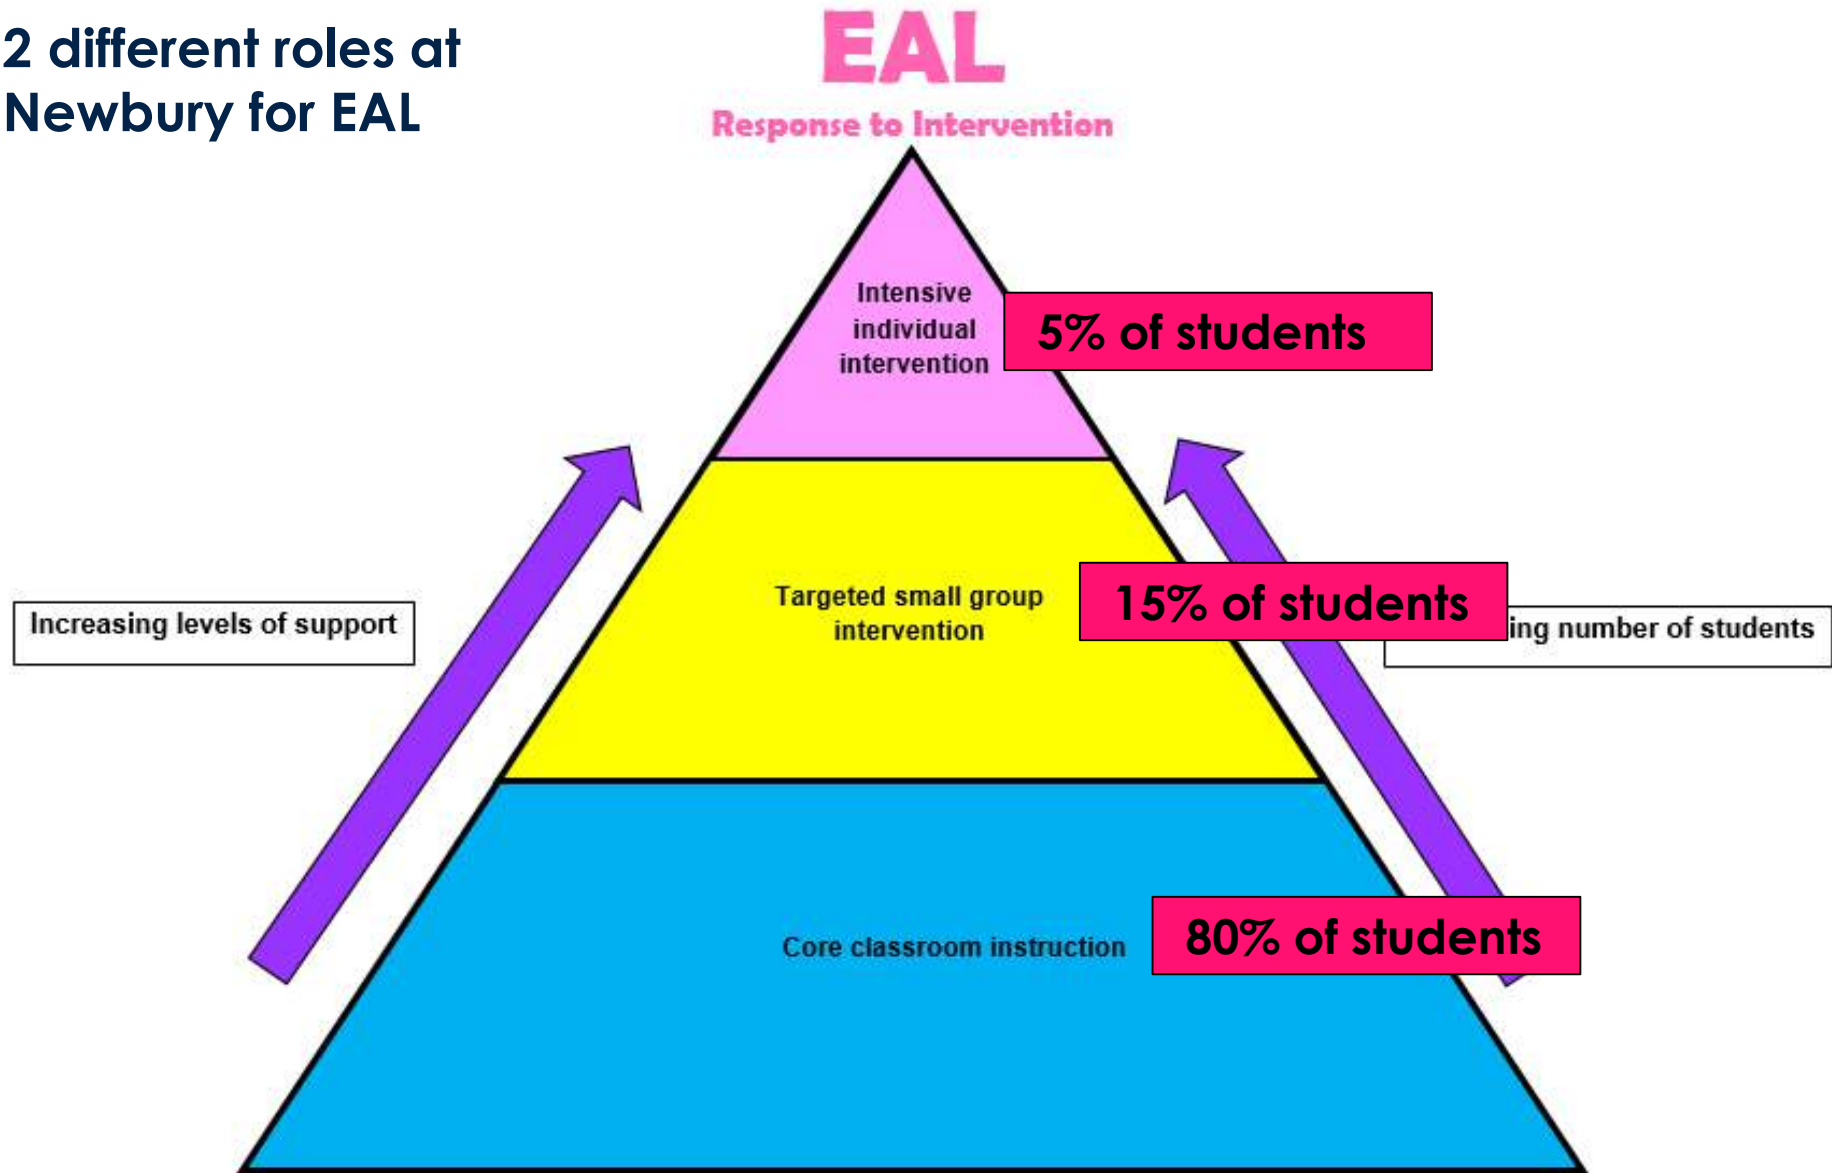 2 different roles at
Newbury for EAL
EAL
Response to Intervention
Intensive
individual
intervention
5% of students
Increasing levels of support
Targeted small group
intervention
15% of students
ing number of students
Core classroom instruction
80% of students